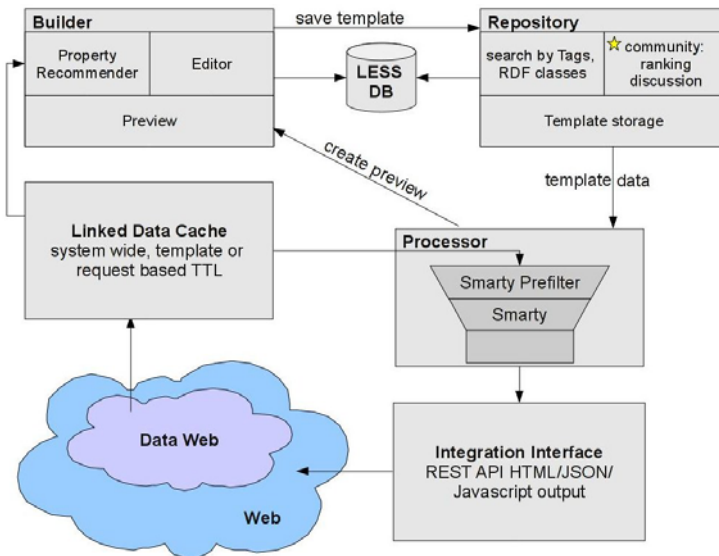 Builder
save template
Repository
Property
Recommender
Editor
Preview
LESS
DB
search by Tags,
RDF classes
community:
ranking
discussion
Template storage
create preview
template data
Linked Data Cache
system wide, template or
request based TTL
Processor
Smarty Prefilter
Smarty
Data Web
Web
Integration Interface
REST API HTML/JSON/
Javascript output